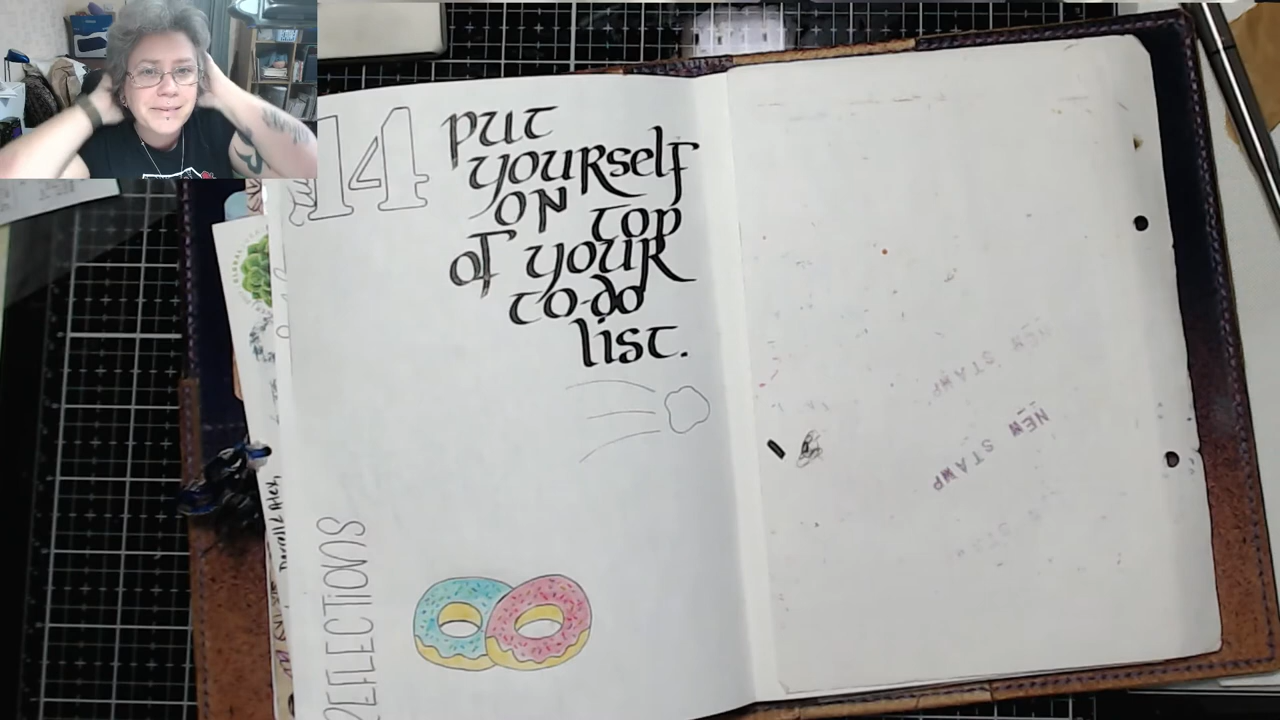 14
put
yourself
on top
of your
to-do
list.
REFLECTIONS
NEW STAMP
NEW STAMP